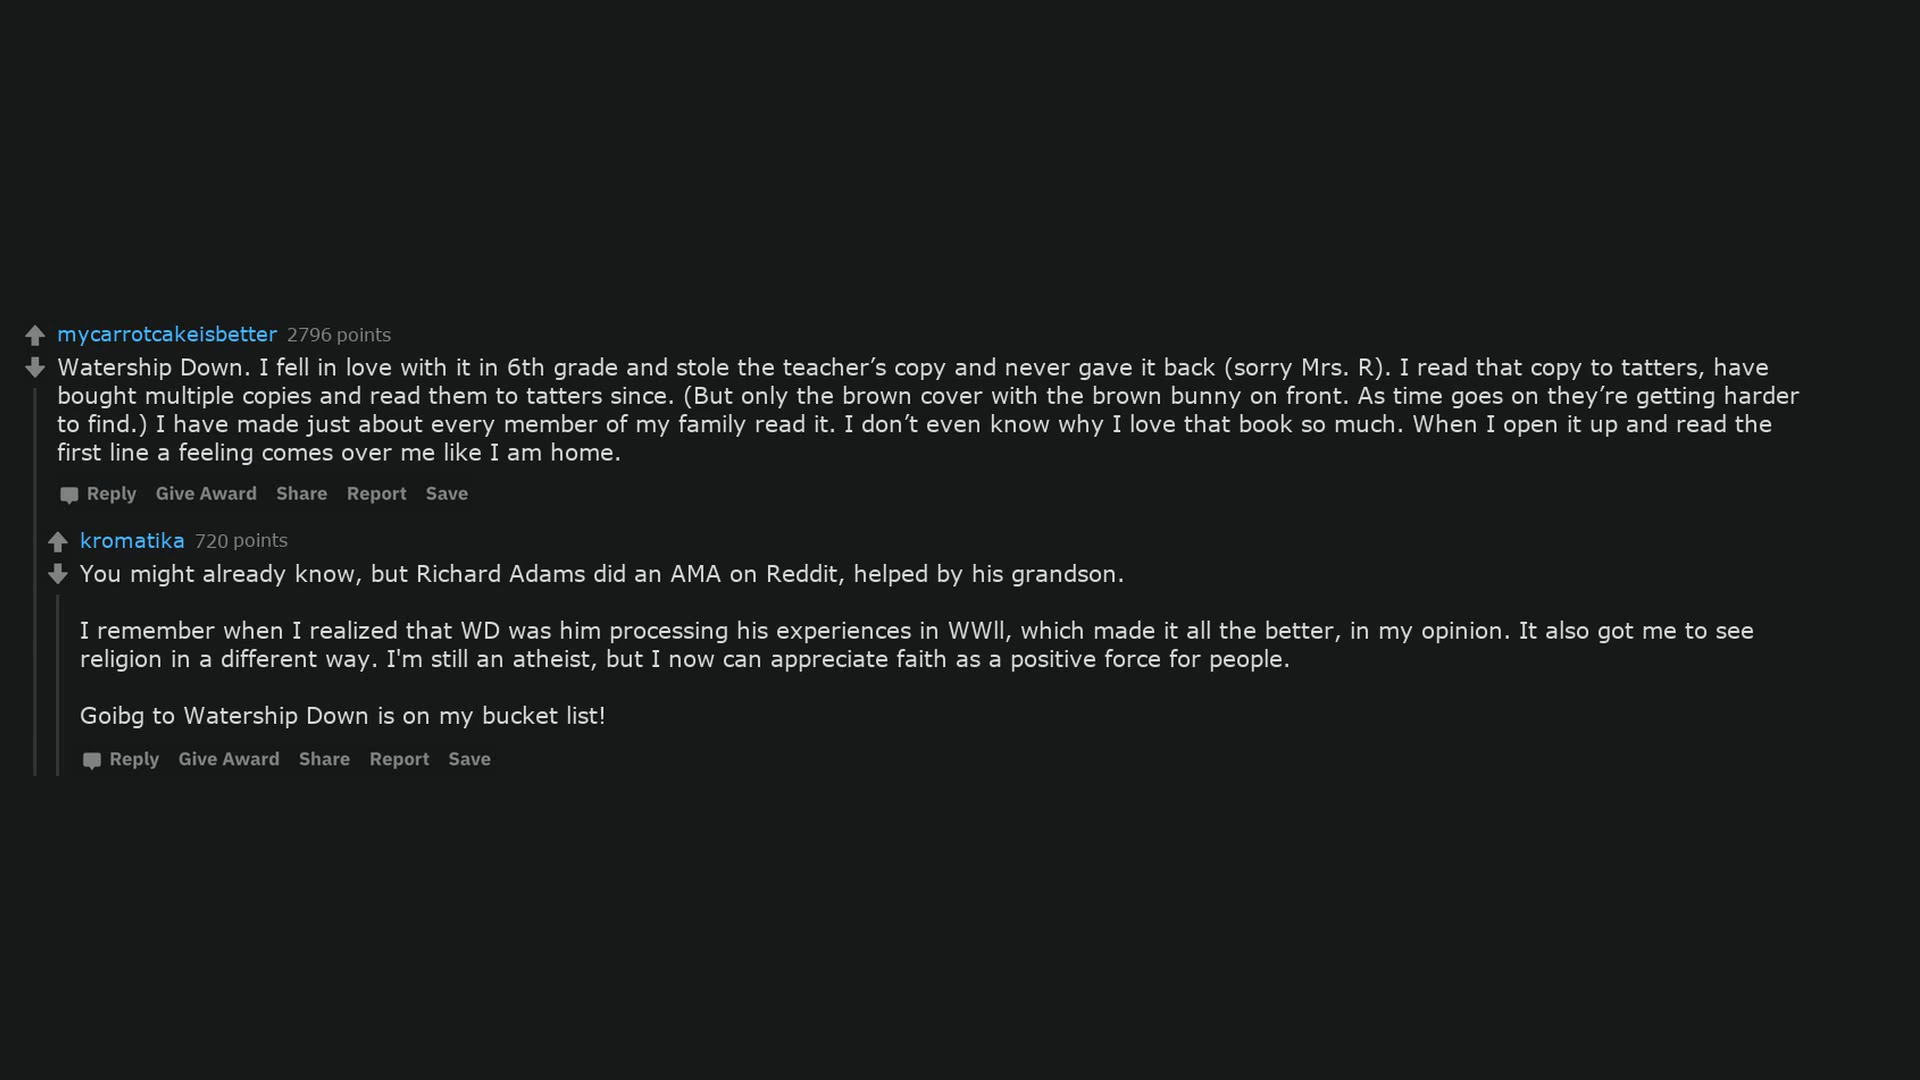 mycarrotcakeisbetter 2796 points
Watership Down. I fell in love with it in 6th grade and stole the teacher’s copy and never gave it back (sorry Mrs. R). I read that copy to tatters, have
bought multiple copies and read them to tatters since. (But only the brown cover with the brown bunny on front. As time goes on they’re getting harder
to find.) I have made just about every member of my family read it. I don’t even know why I love that book so much. When I open it up and read the
first line a feeling comes over me like I am home.
Reply Give Award Share Report Save
kromatika 720 points
You might already know, but Richard Adams did an AMA on Reddit, helped by his grandson.
I remember when I realized that WD was him processing his experiences in WWll, which made it all the better, in my opinion. It also got me to see
religion in a different way. I'm still an atheist, but I now can appreciate faith as a positive force for people.
Goibg to Watership Down is on my bucket list!
Reply Give Award Share Report Save